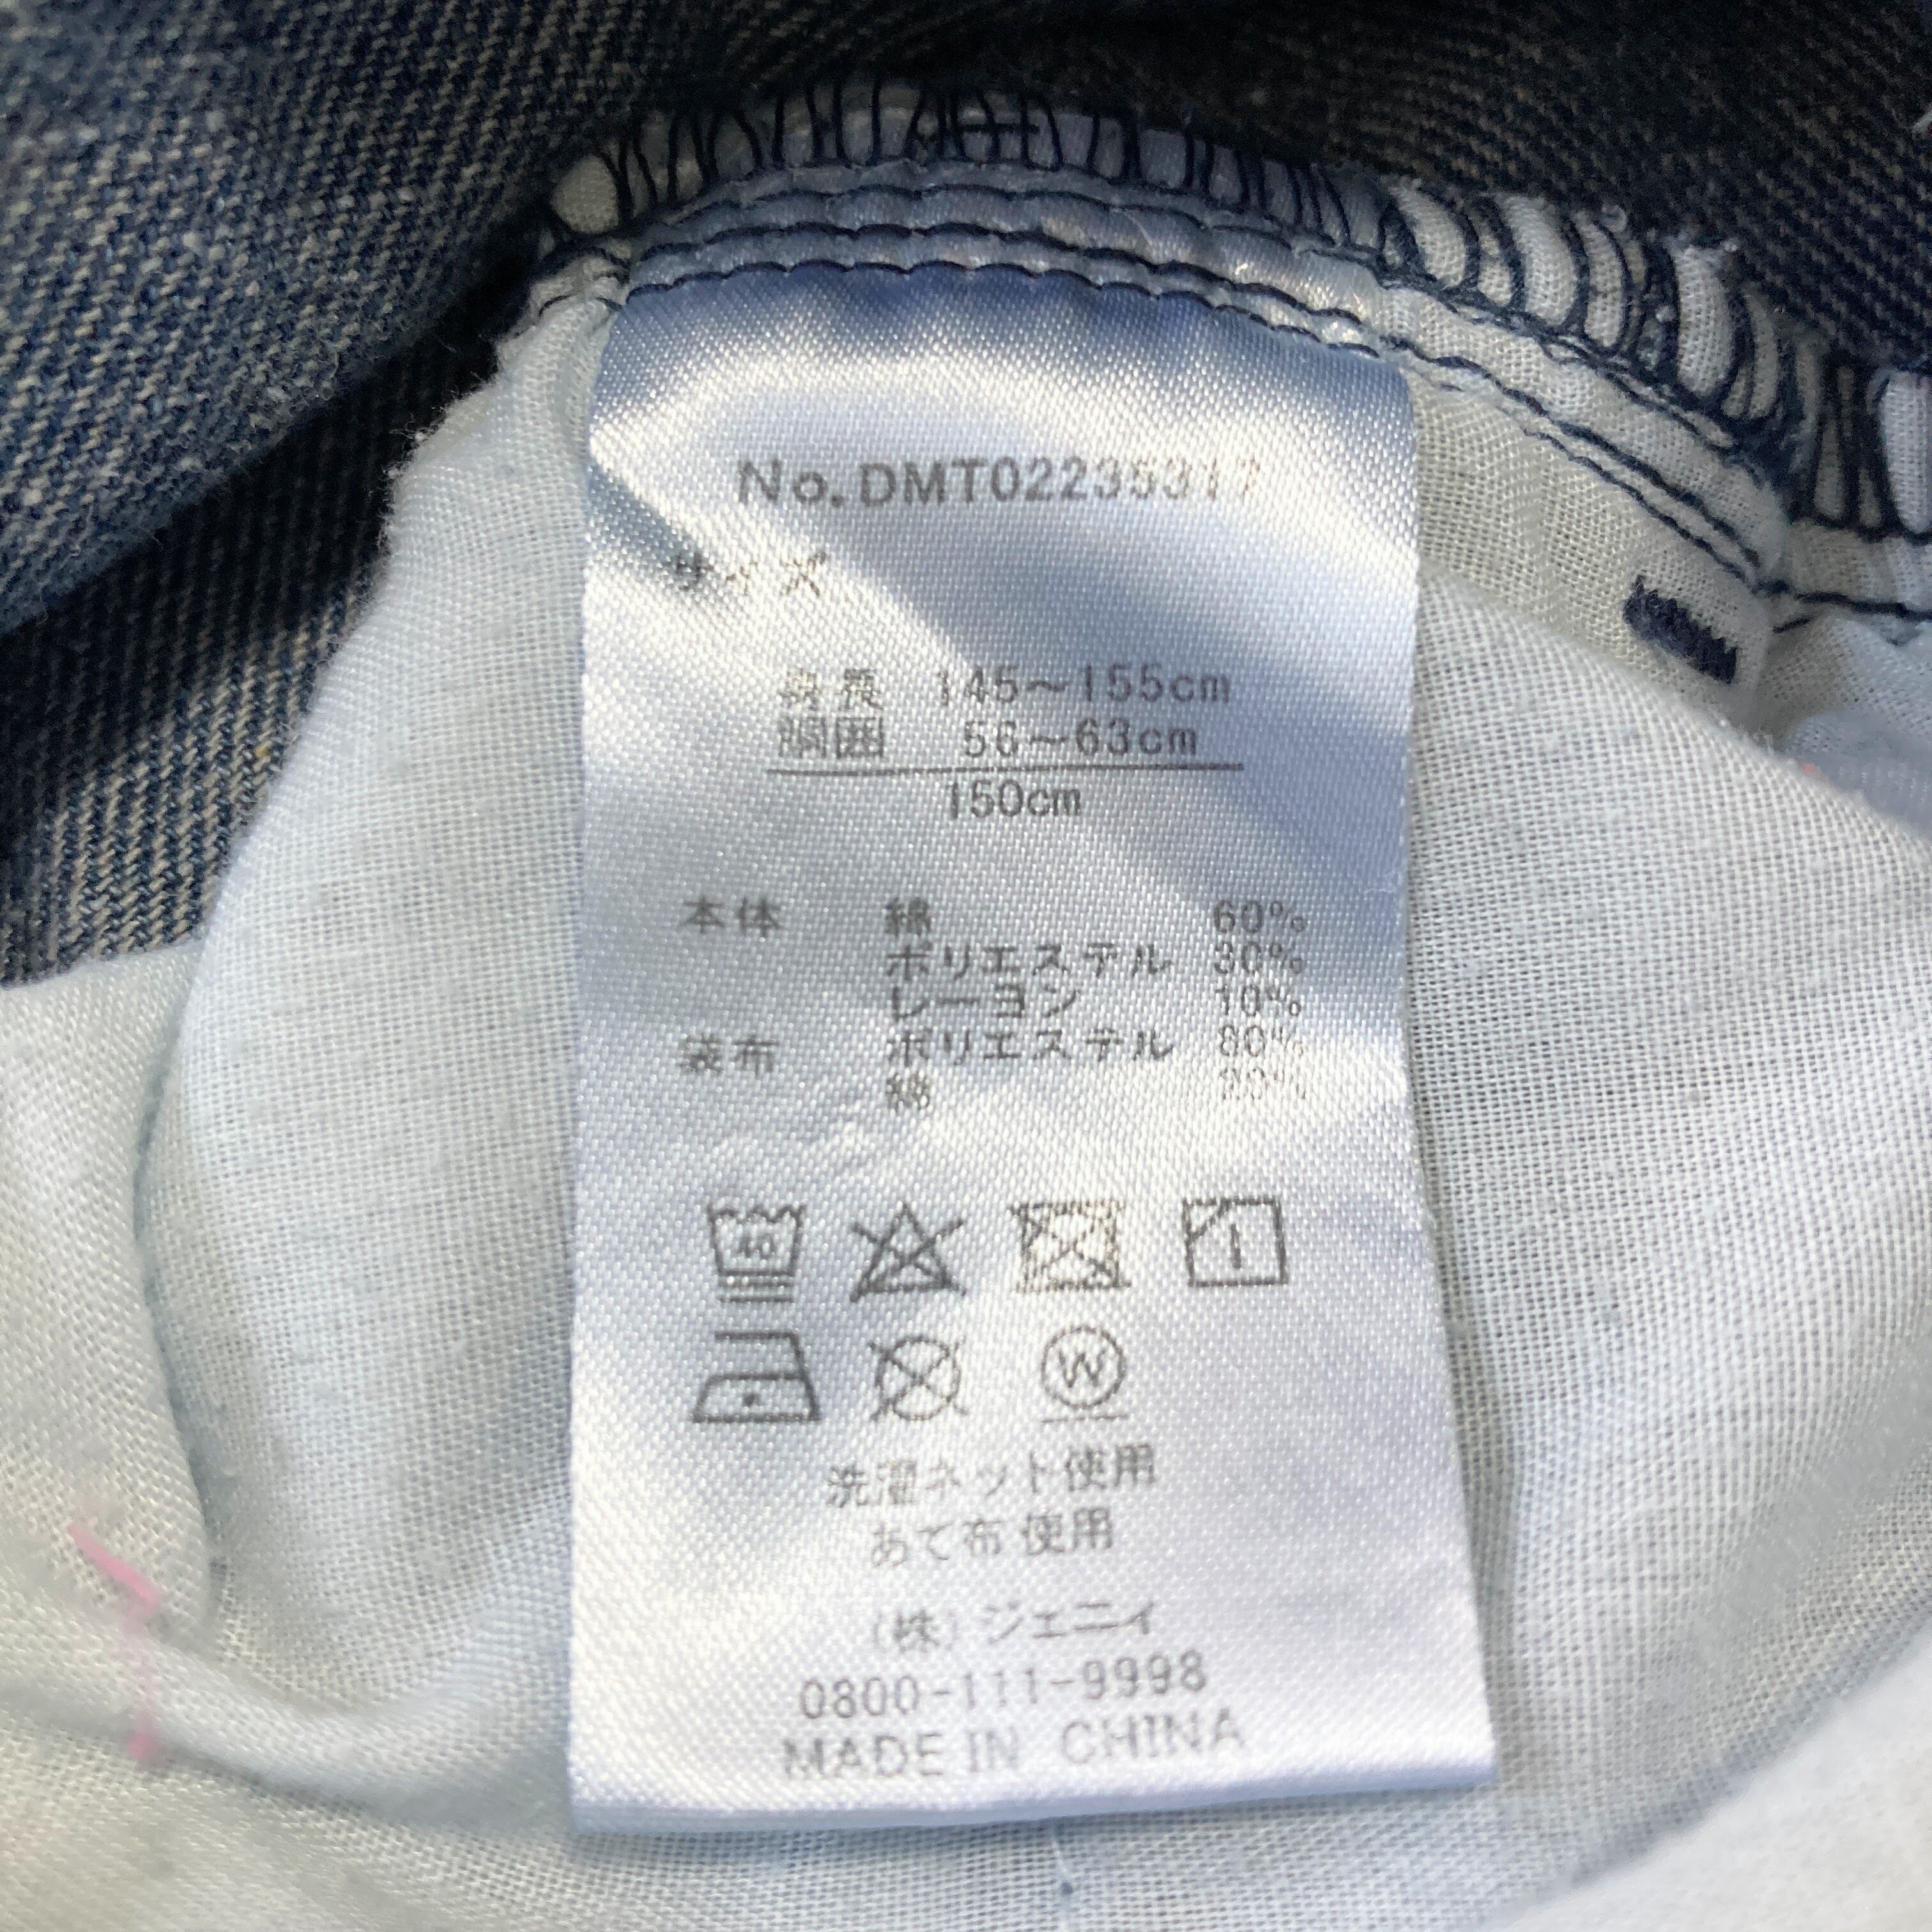 No.DMT02235317
サイズ
身長 145～155cm
胴囲 56～63cm
150cm
本体 綿 60%
ポリエステル 30%
レーヨン 10%
袋布 ポリエステル 80%
綿 20%
40
W
洗濯ネット使用
あて布使用
(株)ジェニィ
0800-111-9998
MADE IN CHINA